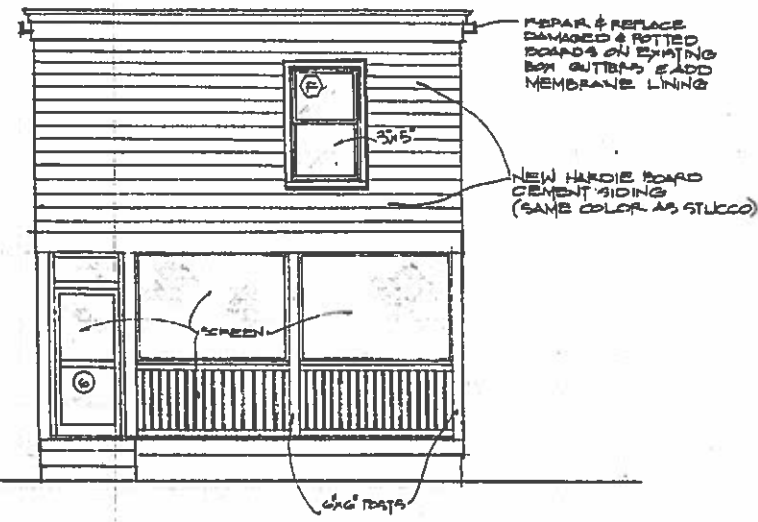 REPAIR & REPLACE
DAMAGED & ROTTED
BOARDS ON EXISTING
BOX GUTTERS & ADD
MEMBRANE LINING
F
3'x5'
NEW HARDIE BOARD
CEMENT SIDING
(SAME COLOR AS STUCCO)
SCREEN
6
6"x6" POSTS